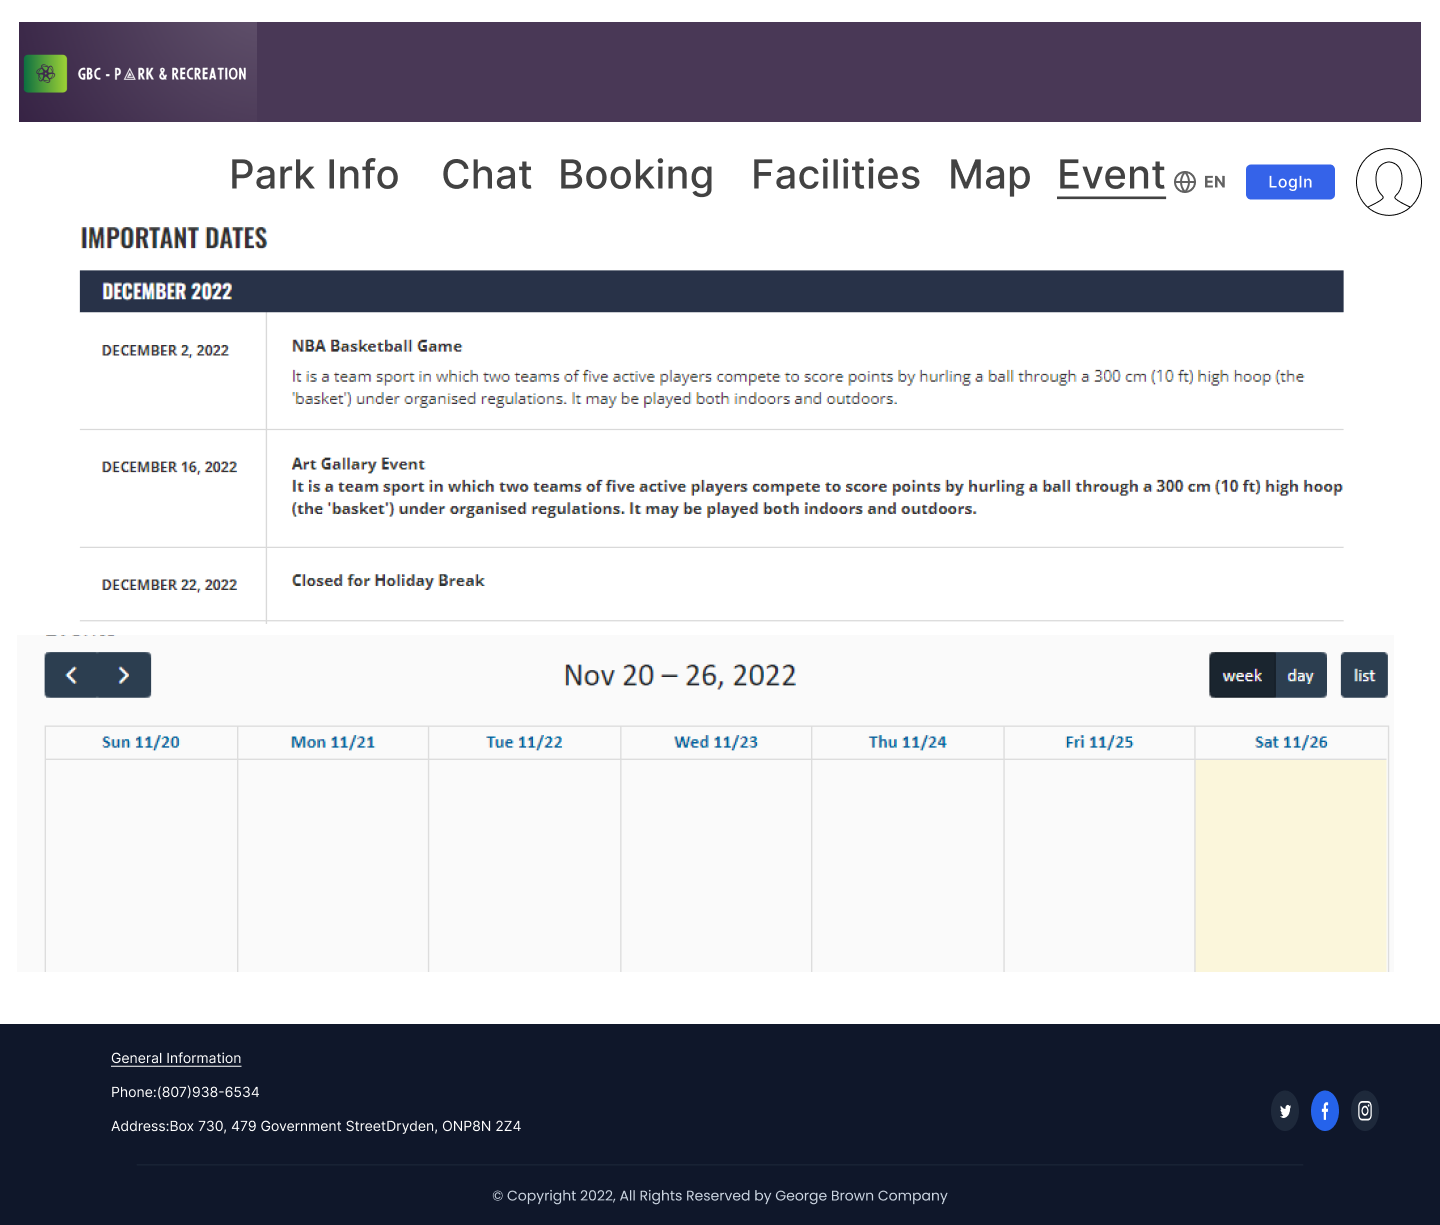 GBC - PARK & RECREATION
Park Info Chat Booking Facilities Map Event EN LogIn
IMPORTANT DATES
DECEMBER 2022
DECEMBER 2, 2022
NBA Basketball Game
It is a team sport in which two teams of five active players compete to score points by hurling a ball through a 300 cm (10 ft) high hoop (the
'basket') under organised regulations. It may be played both indoors and outdoors.
DECEMBER 16, 2022
Art Gallary Event
It is a team sport in which two teams of five active players compete to score points by hurling a ball through a 300 cm (10 ft) high hoop
(the 'basket') under organised regulations. It may be played both indoors and outdoors.
DECEMBER 22, 2022
Closed for Holiday Break
Nov 20 – 26, 2022
week day list
Sun 11/20 Mon 11/21 Tue 11/22 Wed 11/23 Thu 11/24 Fri 11/25 Sat 11/26
General Information
Phone:(807)938-6534
Address:Box 730, 479 Government StreetDryden, ONP8N 2Z4
© Copyright 2022, All Rights Reserved by George Brown Company